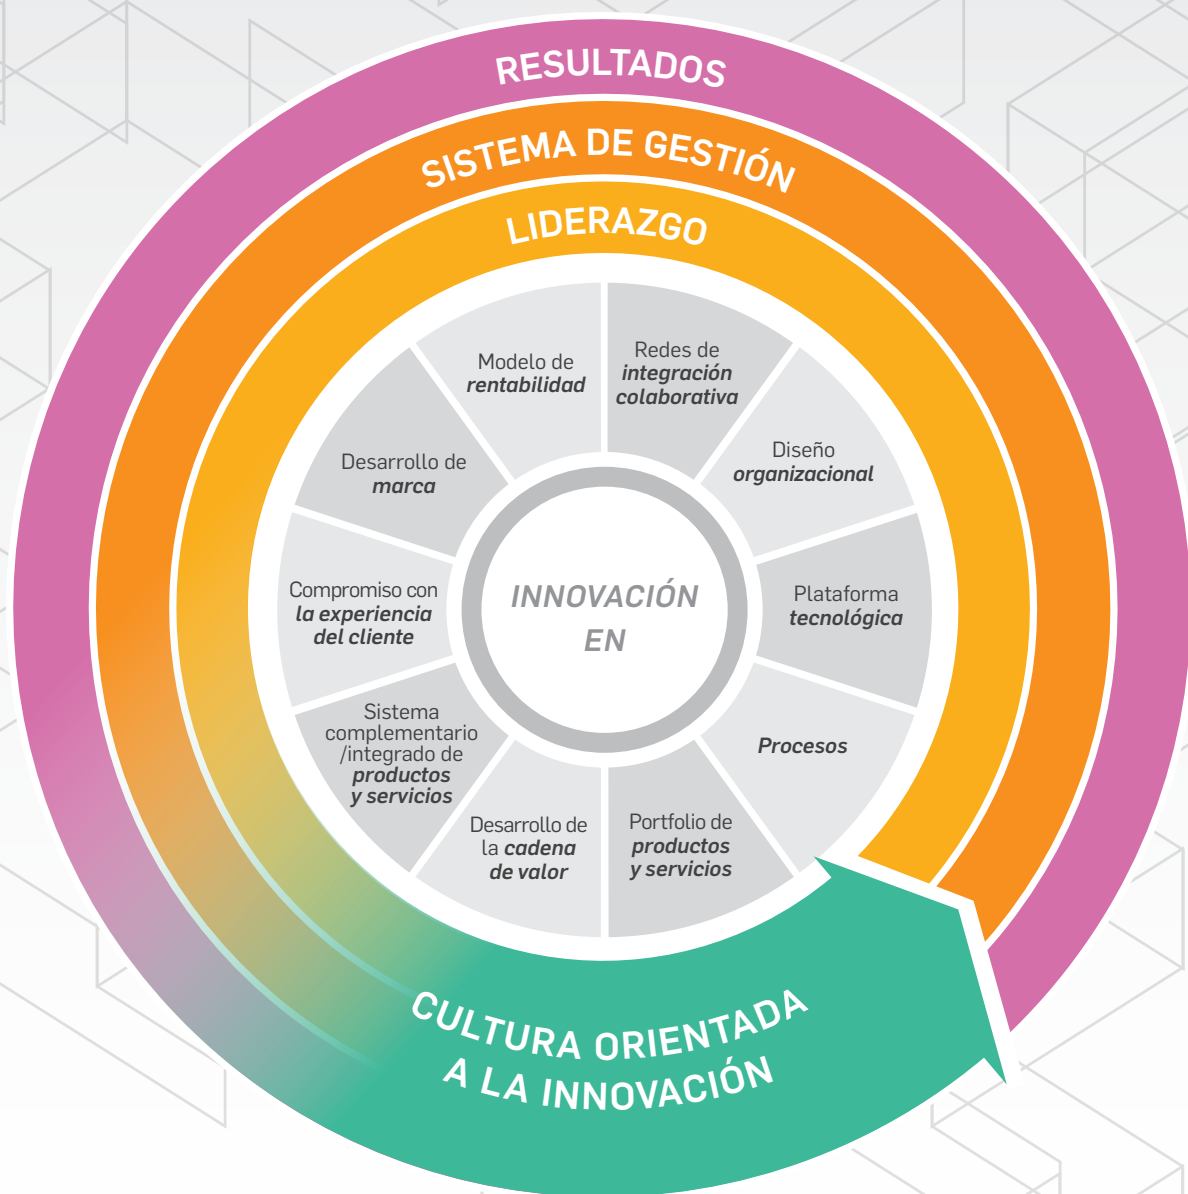 RESULTADOS
SISTEMA DE GESTIÓN
LIDERAZGO
Modelo de
rentabilidad
Redes de
integración
colaborativa
Diseño
organizacional
Plataforma
tecnológica
Procesos
Portfolio de
productos
y servicios
Desarrollo de
la cadena
de valor
Sistema
complementario
/integrado de
productos
y servicios
Compromiso con
la experiencia
del cliente
Desarrollo de
marca
INNOVACIÓN
EN
CULTURA ORIENTADA
A LA INNOVACIÓN